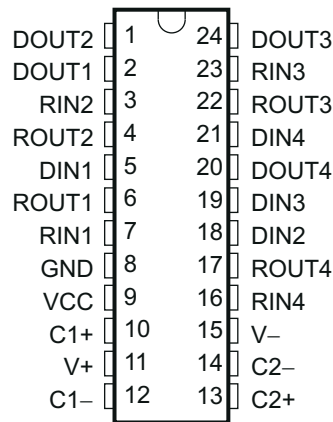 DOUT2 1 24 DOUT3
DOUT1 2 23 RIN3
RIN2 3 22 ROUT3
ROUT2 4 21 DIN4
DIN1 5 20 DOUT4
ROUT1 6 19 DIN3
RIN1 7 18 DIN2
GND 8 17 ROUT4
VCC 9 16 RIN4
C1+ 10 15 V−
V+ 11 14 C2−
C1− 12 13 C2+